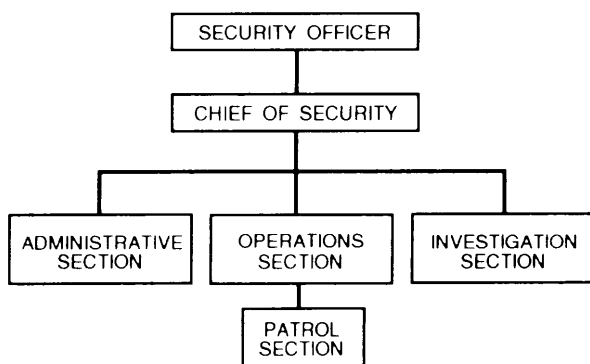 SECURITY OFFICER
CHIEF OF SECURITY
ADMINISTRATIVE
SECTION
OPERATIONS
SECTION
INVESTIGATION
SECTION
PATROL
SECTION